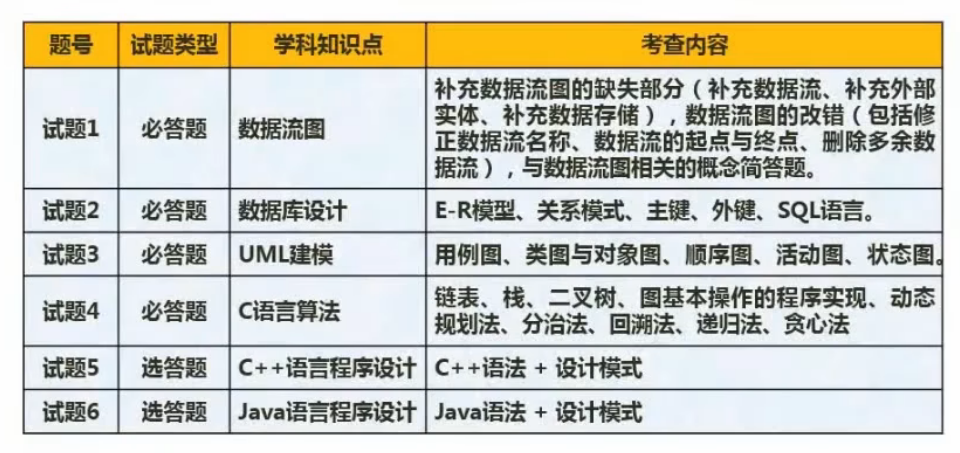 题号 试题类型 学科知识点 考查内容
试题1 必答题 数据流图 补充数据流图的缺失部分（补充数据流、补充外部
实体、补充数据存储），数据流图的改错（包括修
正数据流名称、数据流的起点与终点、删除多余数
据流），与数据流图相关的概念简答题。
试题2 必答题 数据库设计 E-R模型、关系模式、主键、外键、SQL语言。
试题3 必答题 UML建模 用例图、类图与对象图、顺序图、活动图、状态图。
试题4 必答题 C语言算法 链表、栈、二叉树、图基本操作的程序实现、动态
规划法、分治法、回溯法、递归法、贪心法
试题5 选答题 C++语言程序设计 C++语法 + 设计模式
试题6 选答题 Java语言程序设计 Java语法 + 设计模式